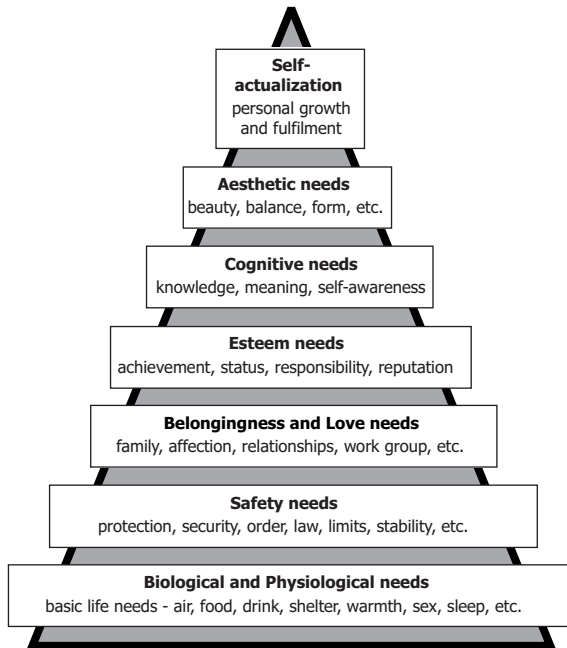 Self-
actualization
personal growth
and fulfilment
Aesthetic needs
beauty, balance, form, etc.
Cognitive needs
knowledge, meaning, self-awareness
Esteem needs
achievement, status, responsibility, reputation
Belongingness and Love needs
family, affection, relationships, work group, etc.
Safety needs
protection, security, order, law, limits, stability, etc.
Biological and Physiological needs
basic life needs - air, food, drink, shelter, warmth, sex, sleep, etc.